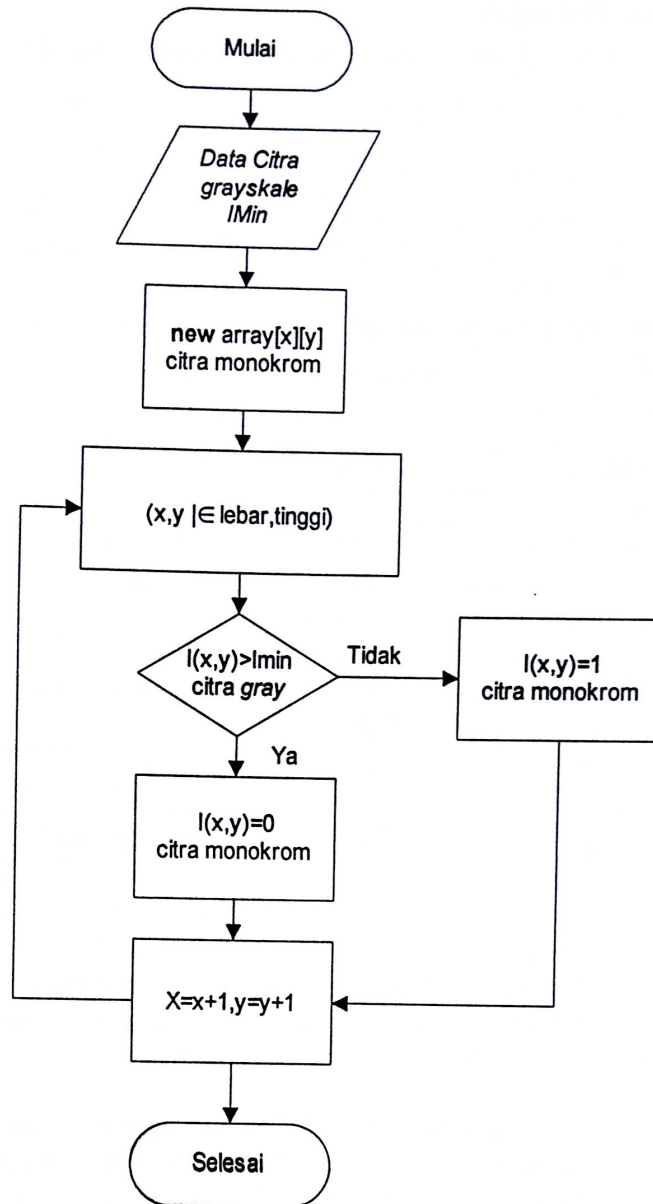 Mulai
Data Citra
grayskale
IMin
new array[x][y]
citra monokrom
(x,y |∈ lebar,tinggi)
I(x,y)>Imin
citra gray
Tidak
I(x,y)=1
citra monokrom
Ya
I(x,y)=0
citra monokrom
X=x+1,y=y+1
Selesai